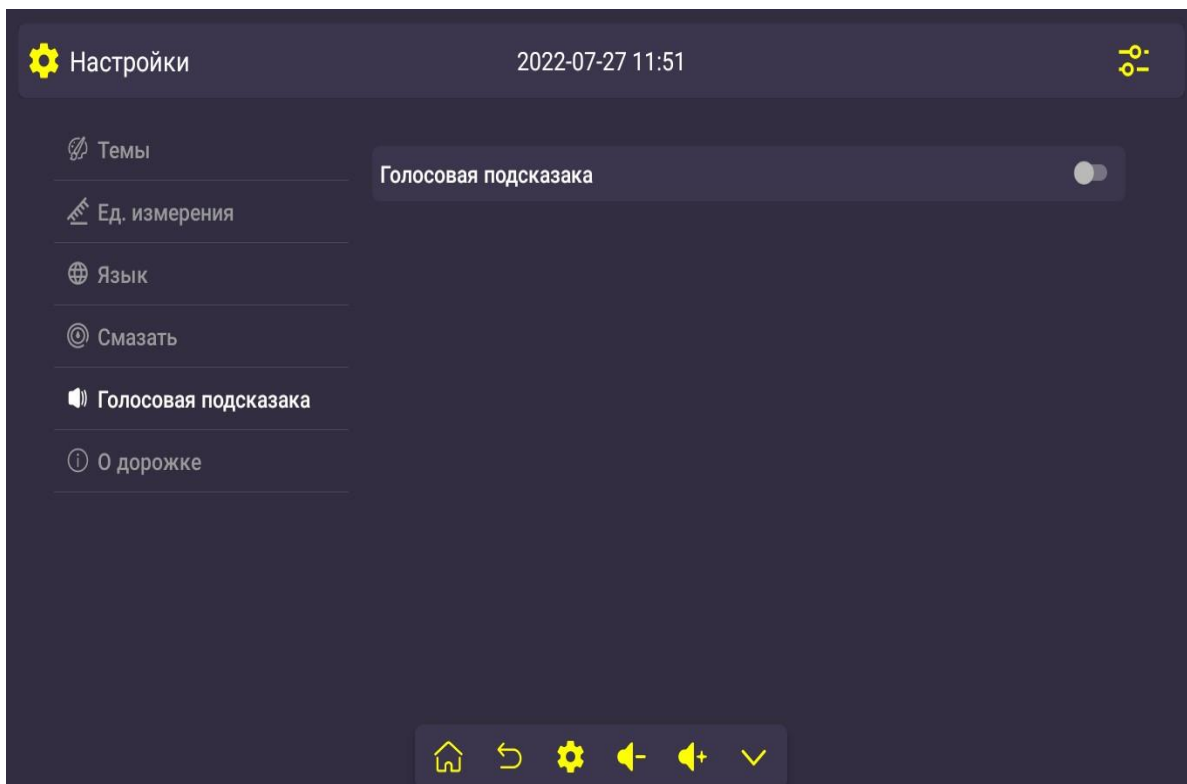 Настройки
2022-07-27 11:51
Темы
Голосовая подсказака
Ед. измерения
Язык
Смазать
Голосовая подсказака
О дорожке